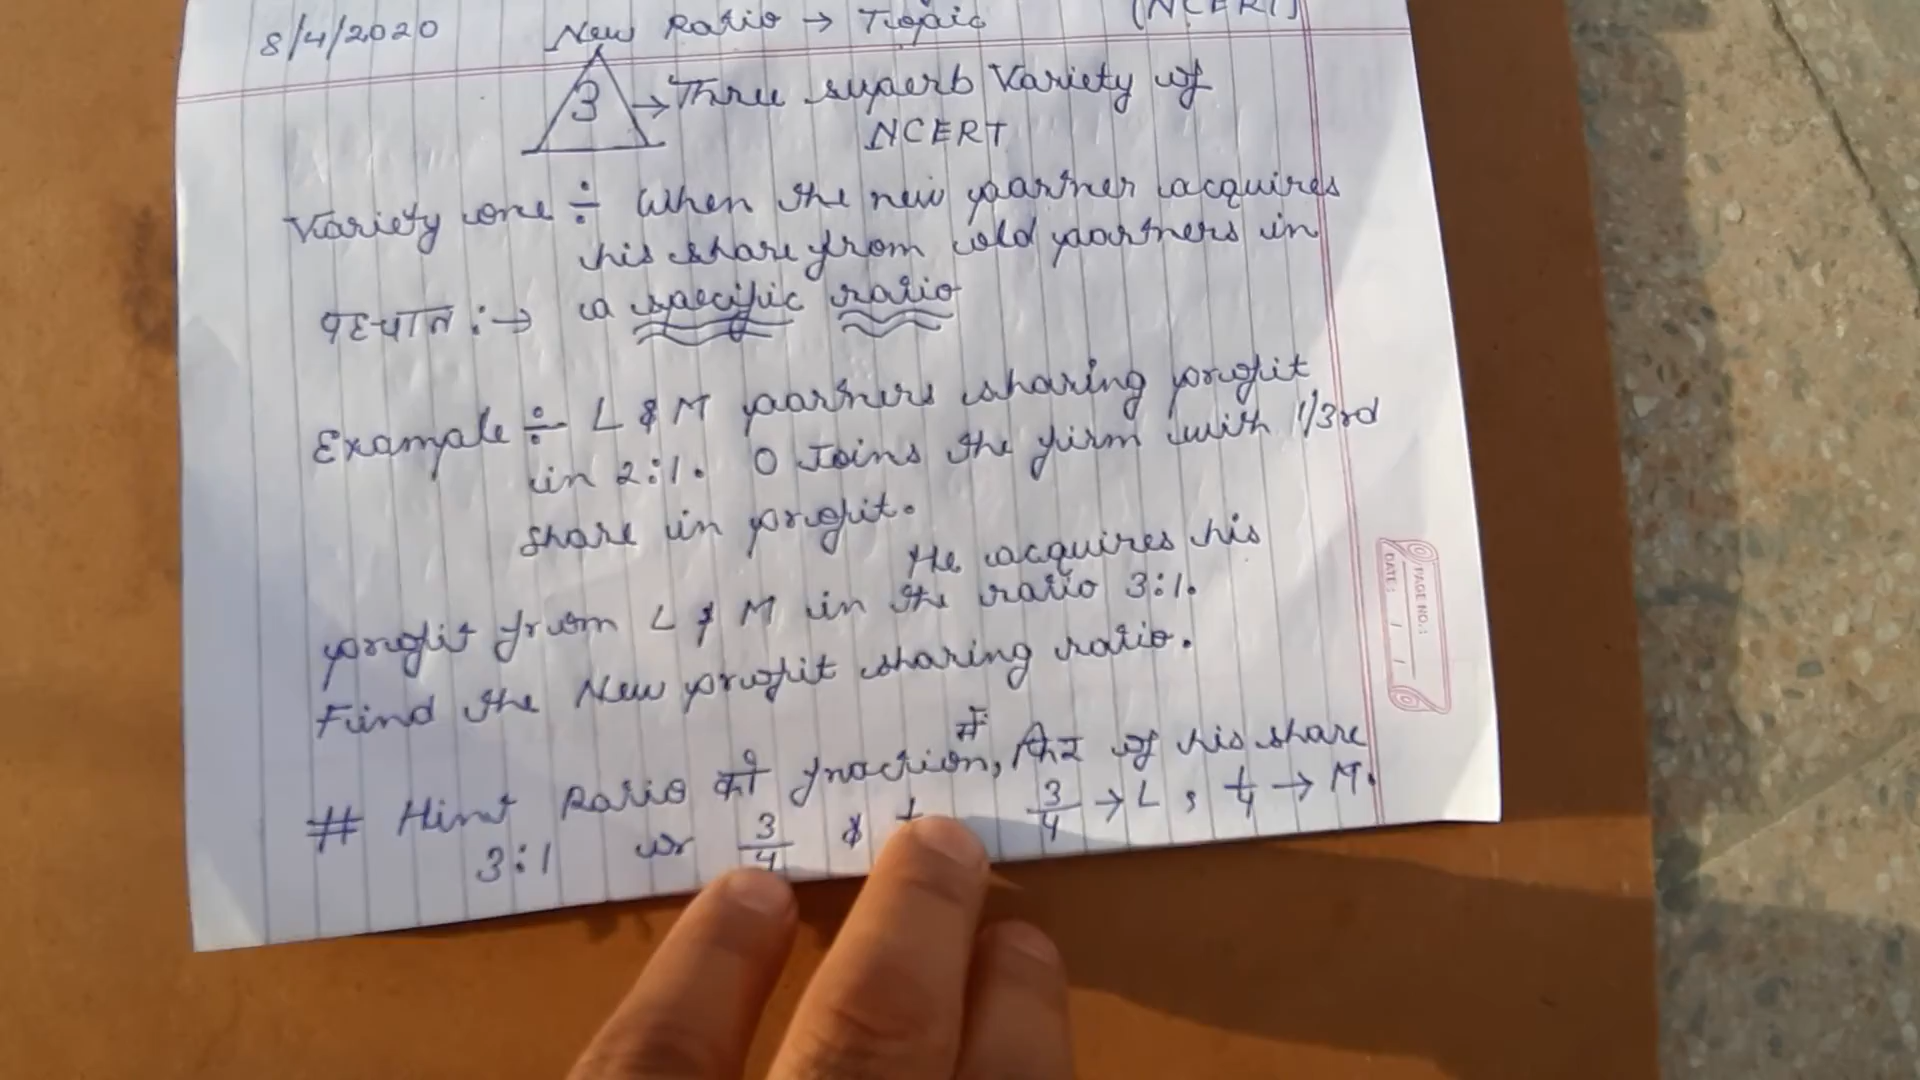 8/4/2020 New Ratio → Topic (NCERT)
3 → Three superb Variety of
NCERT
Variety one ÷ When the new partner acquires
his share from old partners in
पहचान :→ a specific ratio
Example ÷ L & M partners sharing profit
in 2:1. O Joins the firm with 1/3rd
share in profit.
He acquires his
profit from L & M in the ratio 3:1.
Find the New profit sharing ratio.
# Hint Ratio को fraction में of his share
3:1 or 3/4 & 3/4 → L , 1/4 → M.
PAGE NO.:
DATE: / /